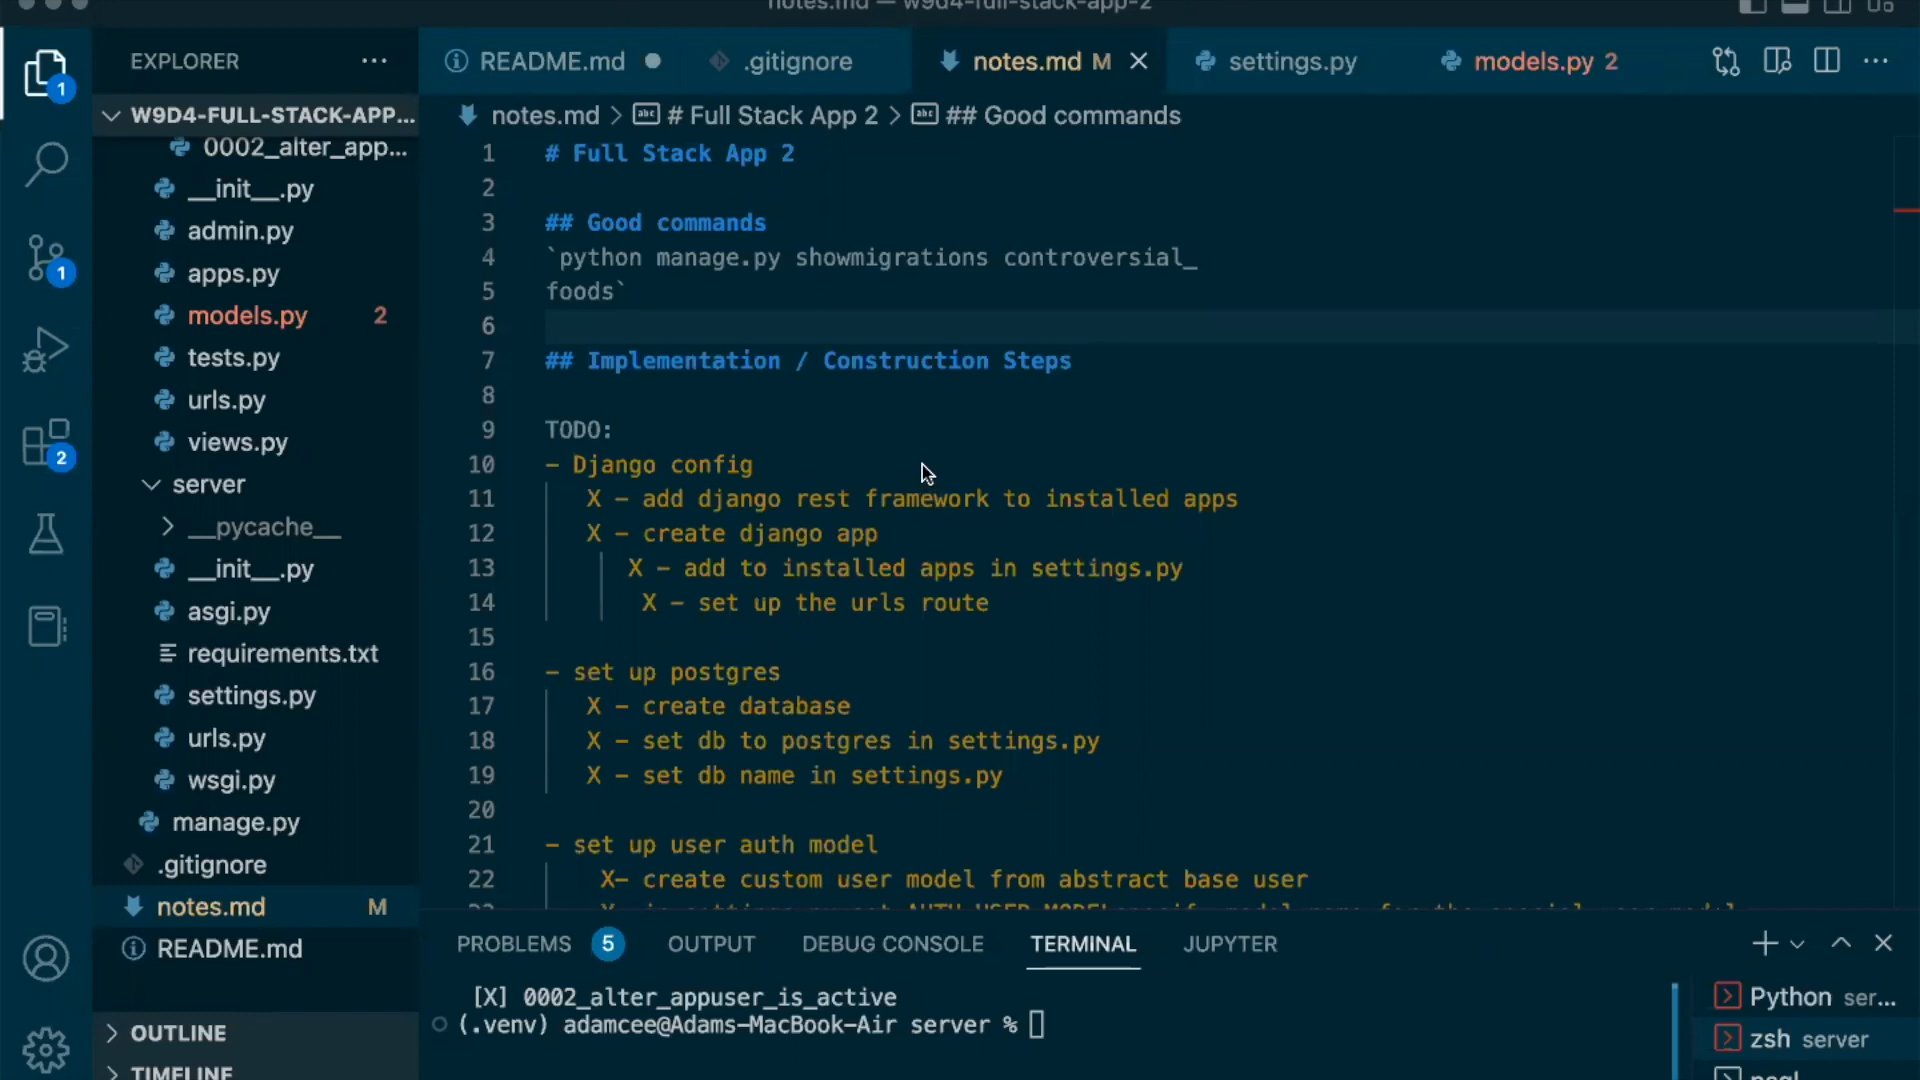 notes.md — w9d4-full-stack-app-2
EXPLORER
README.md
.gitignore
notes.md M
settings.py
models.py 2
W9D4-FULL-STACK-APP...
notes.md > # Full Stack App 2 > ## Good commands
0002_alter_app...
__init__.py
admin.py
apps.py
models.py 2
tests.py
urls.py
views.py
server
__pycache__
__init__.py
asgi.py
requirements.txt
settings.py
urls.py
wsgi.py
manage.py
.gitignore
notes.md M
README.md
OUTLINE
TIMELINE
1
1
2
1 # Full Stack App 2
2
3 ## Good commands
4 `python manage.py showmigrations controversial_
5 foods`
6
7 ## Implementation / Construction Steps
8
9 TODO:
10 - Django config
11 X - add django rest framework to installed apps
12 X - create django app
13 X - add to installed apps in settings.py
14 X - set up the urls route
15
16 - set up postgres
17 X - create database
18 X - set db to postgres in settings.py
19 X - set db name in settings.py
20
21 - set up user auth model
22 X- create custom user model from abstract base user
PROBLEMS 5 OUTPUT DEBUG CONSOLE TERMINAL JUPYTER
[X] 0002_alter_appuser_is_active
(.venv) adamcee@Adams-MacBook-Air server %
Python ser...
zsh server